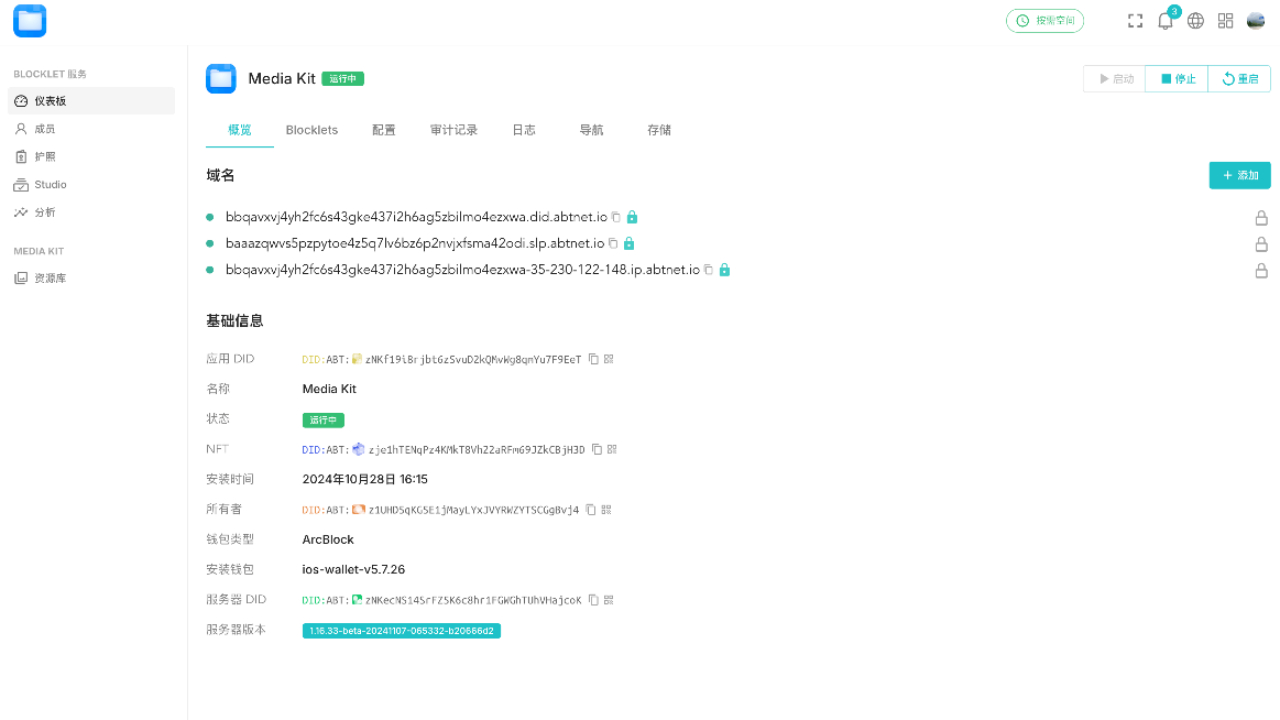 按需空间
3
BLOCKLET 服务
仪表板
成员
护照
Studio
分析
MEDIA KIT
资源库
Media Kit 运行中
启动 停止 重启
概览 Blocklets 配置 审计记录 日志 导航 存储
域名
+ 添加
bbqavxvj4yh2fc6s43gke437i2h6ag5zbilmo4ezxwa.did.abtnet.io
baaazqwvs5pzpytoe4z5q7lv6bz6p2nvjxfsma42odi.slp.abtnet.io
bbqavxvj4yh2fc6s43gke437i2h6ag5zbilmo4ezxwa-35-230-122-148.ip.abtnet.io
基础信息
应用 DID DID:ABT: zNKf19i8rjbt6zSvuD2kQMvWg8qmYu7F9EeT
名称 Media Kit
状态 运行中
NFT DID:ABT: zje1hTENqPz4KMkT8Vh22aRFm69JZkCBjH3D
安装时间 2024年10月28日 16:15
所有者 DID:ABT: z1UHD5qKG5E1jMayLYxJVYRWZYTSCGgBvj4
钱包类型 ArcBlock
安装钱包 ios-wallet-v5.7.26
服务器 DID DID:ABT: zNKecNS145rFZ5K6c8hr1FGWGhTUhVHajcoK
服务器版本 1.16.33-beta-20241107-065332-b20666d2